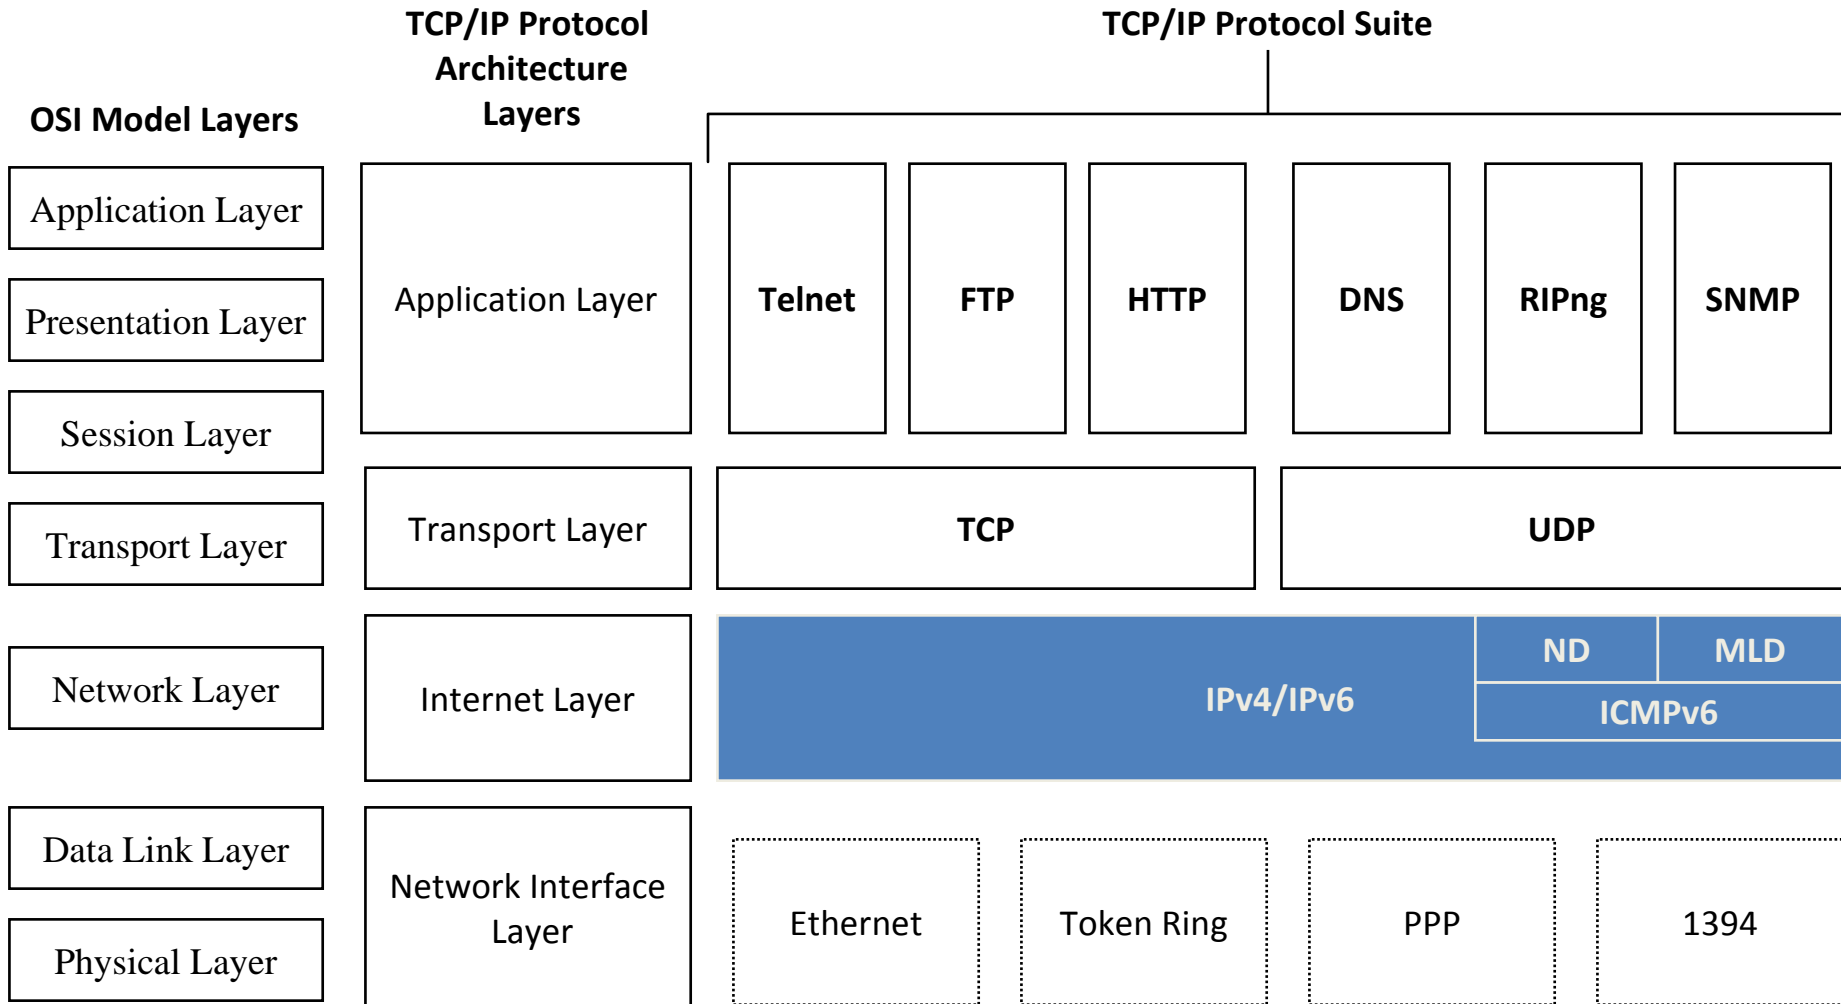 TCP/IP Protocol
Architecture
Layers
TCP/IP Protocol Suite
OSI Model Layers
Application Layer
Presentation Layer
Session Layer
Transport Layer
Network Layer
Data Link Layer
Physical Layer
Application Layer
Transport Layer
Internet Layer
Network Interface
Layer
Telnet
FTP
HTTP
DNS
RIPng
SNMP
TCP
UDP
IPv4/IPv6
ND
MLD
ICMPv6
Ethernet
Token Ring
PPP
1394